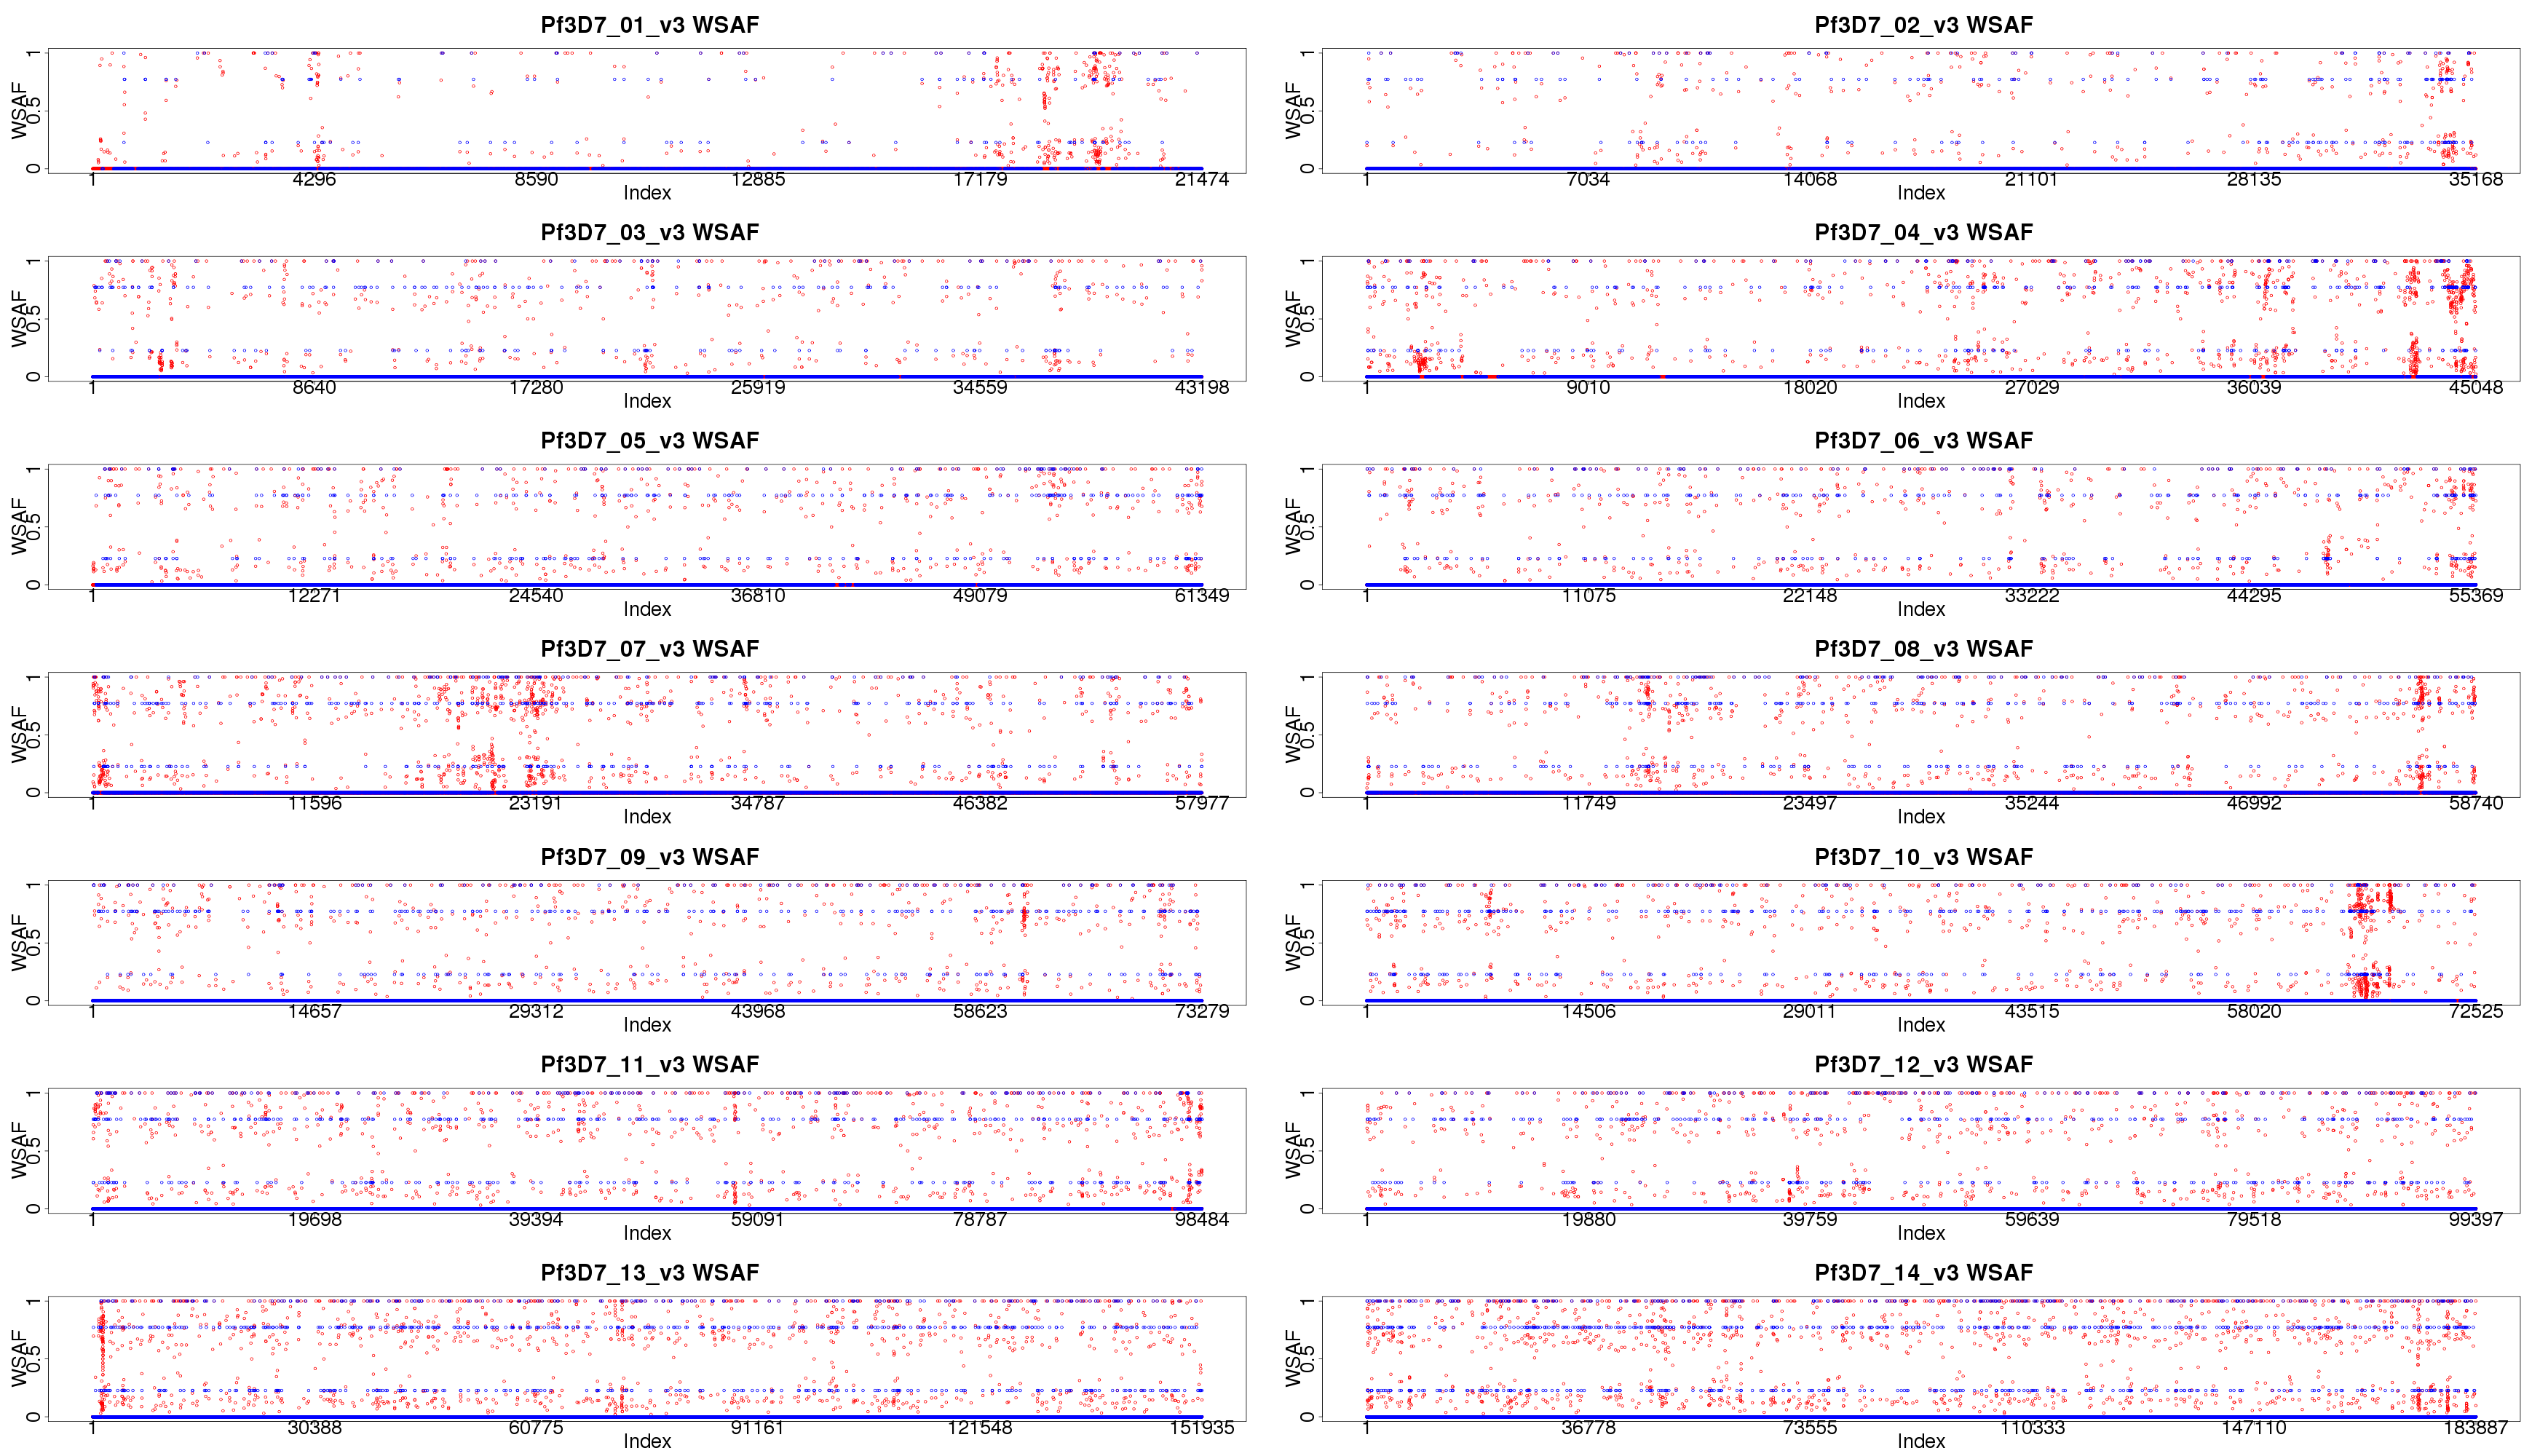 Pf3D7_01_v3 WSAF
WSAF
0 0.5 1
1 4296 8590 12885 17179 21474
Index
Pf3D7_02_v3 WSAF
WSAF
0 0.5 1
1 7034 14068 21101 28135 35168
Index
Pf3D7_03_v3 WSAF
WSAF
0 0.5 1
1 8640 17280 25919 34559 43198
Index
Pf3D7_04_v3 WSAF
WSAF
0 0.5 1
1 9010 18020 27029 36039 45048
Index
Pf3D7_05_v3 WSAF
WSAF
0 0.5 1
1 12271 24540 36810 49079 61349
Index
Pf3D7_06_v3 WSAF
WSAF
0 0.5 1
1 11075 22148 33222 44295 55369
Index
Pf3D7_07_v3 WSAF
WSAF
0 0.5 1
1 11596 23191 34787 46382 57977
Index
Pf3D7_08_v3 WSAF
WSAF
0 0.5 1
1 11749 23497 35244 46992 58740
Index
Pf3D7_09_v3 WSAF
WSAF
0 0.5 1
1 14657 29312 43968 58623 73279
Index
Pf3D7_10_v3 WSAF
WSAF
0 0.5 1
1 14506 29011 43515 58020 72525
Index
Pf3D7_11_v3 WSAF
WSAF
0 0.5 1
1 19698 39394 59091 78787 98484
Index
Pf3D7_12_v3 WSAF
WSAF
0 0.5 1
1 19880 39759 59639 79518 99397
Index
Pf3D7_13_v3 WSAF
WSAF
0 0.5 1
1 30388 60775 91161 121548 151935
Index
Pf3D7_14_v3 WSAF
WSAF
0 0.5 1
1 36778 73555 110333 147110 183887
Index